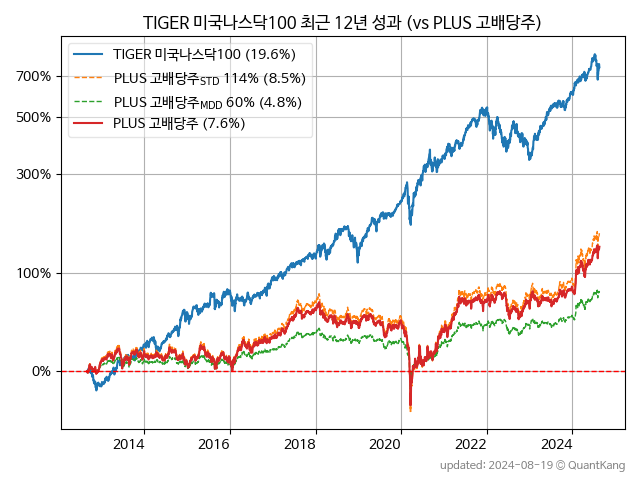 TIGER 미국나스닥100 최근 12년 성과 (vs PLUS 고배당주)
TIGER 미국나스닥100 (19.6%)
PLUS 고배당주STD 114% (8.5%)
PLUS 고배당주MDD 60% (4.8%)
PLUS 고배당주 (7.6%)
700%
500%
300%
100%
0%
2014 2016 2018 2020 2022 2024
updated: 2024-08-19 © QuantKang